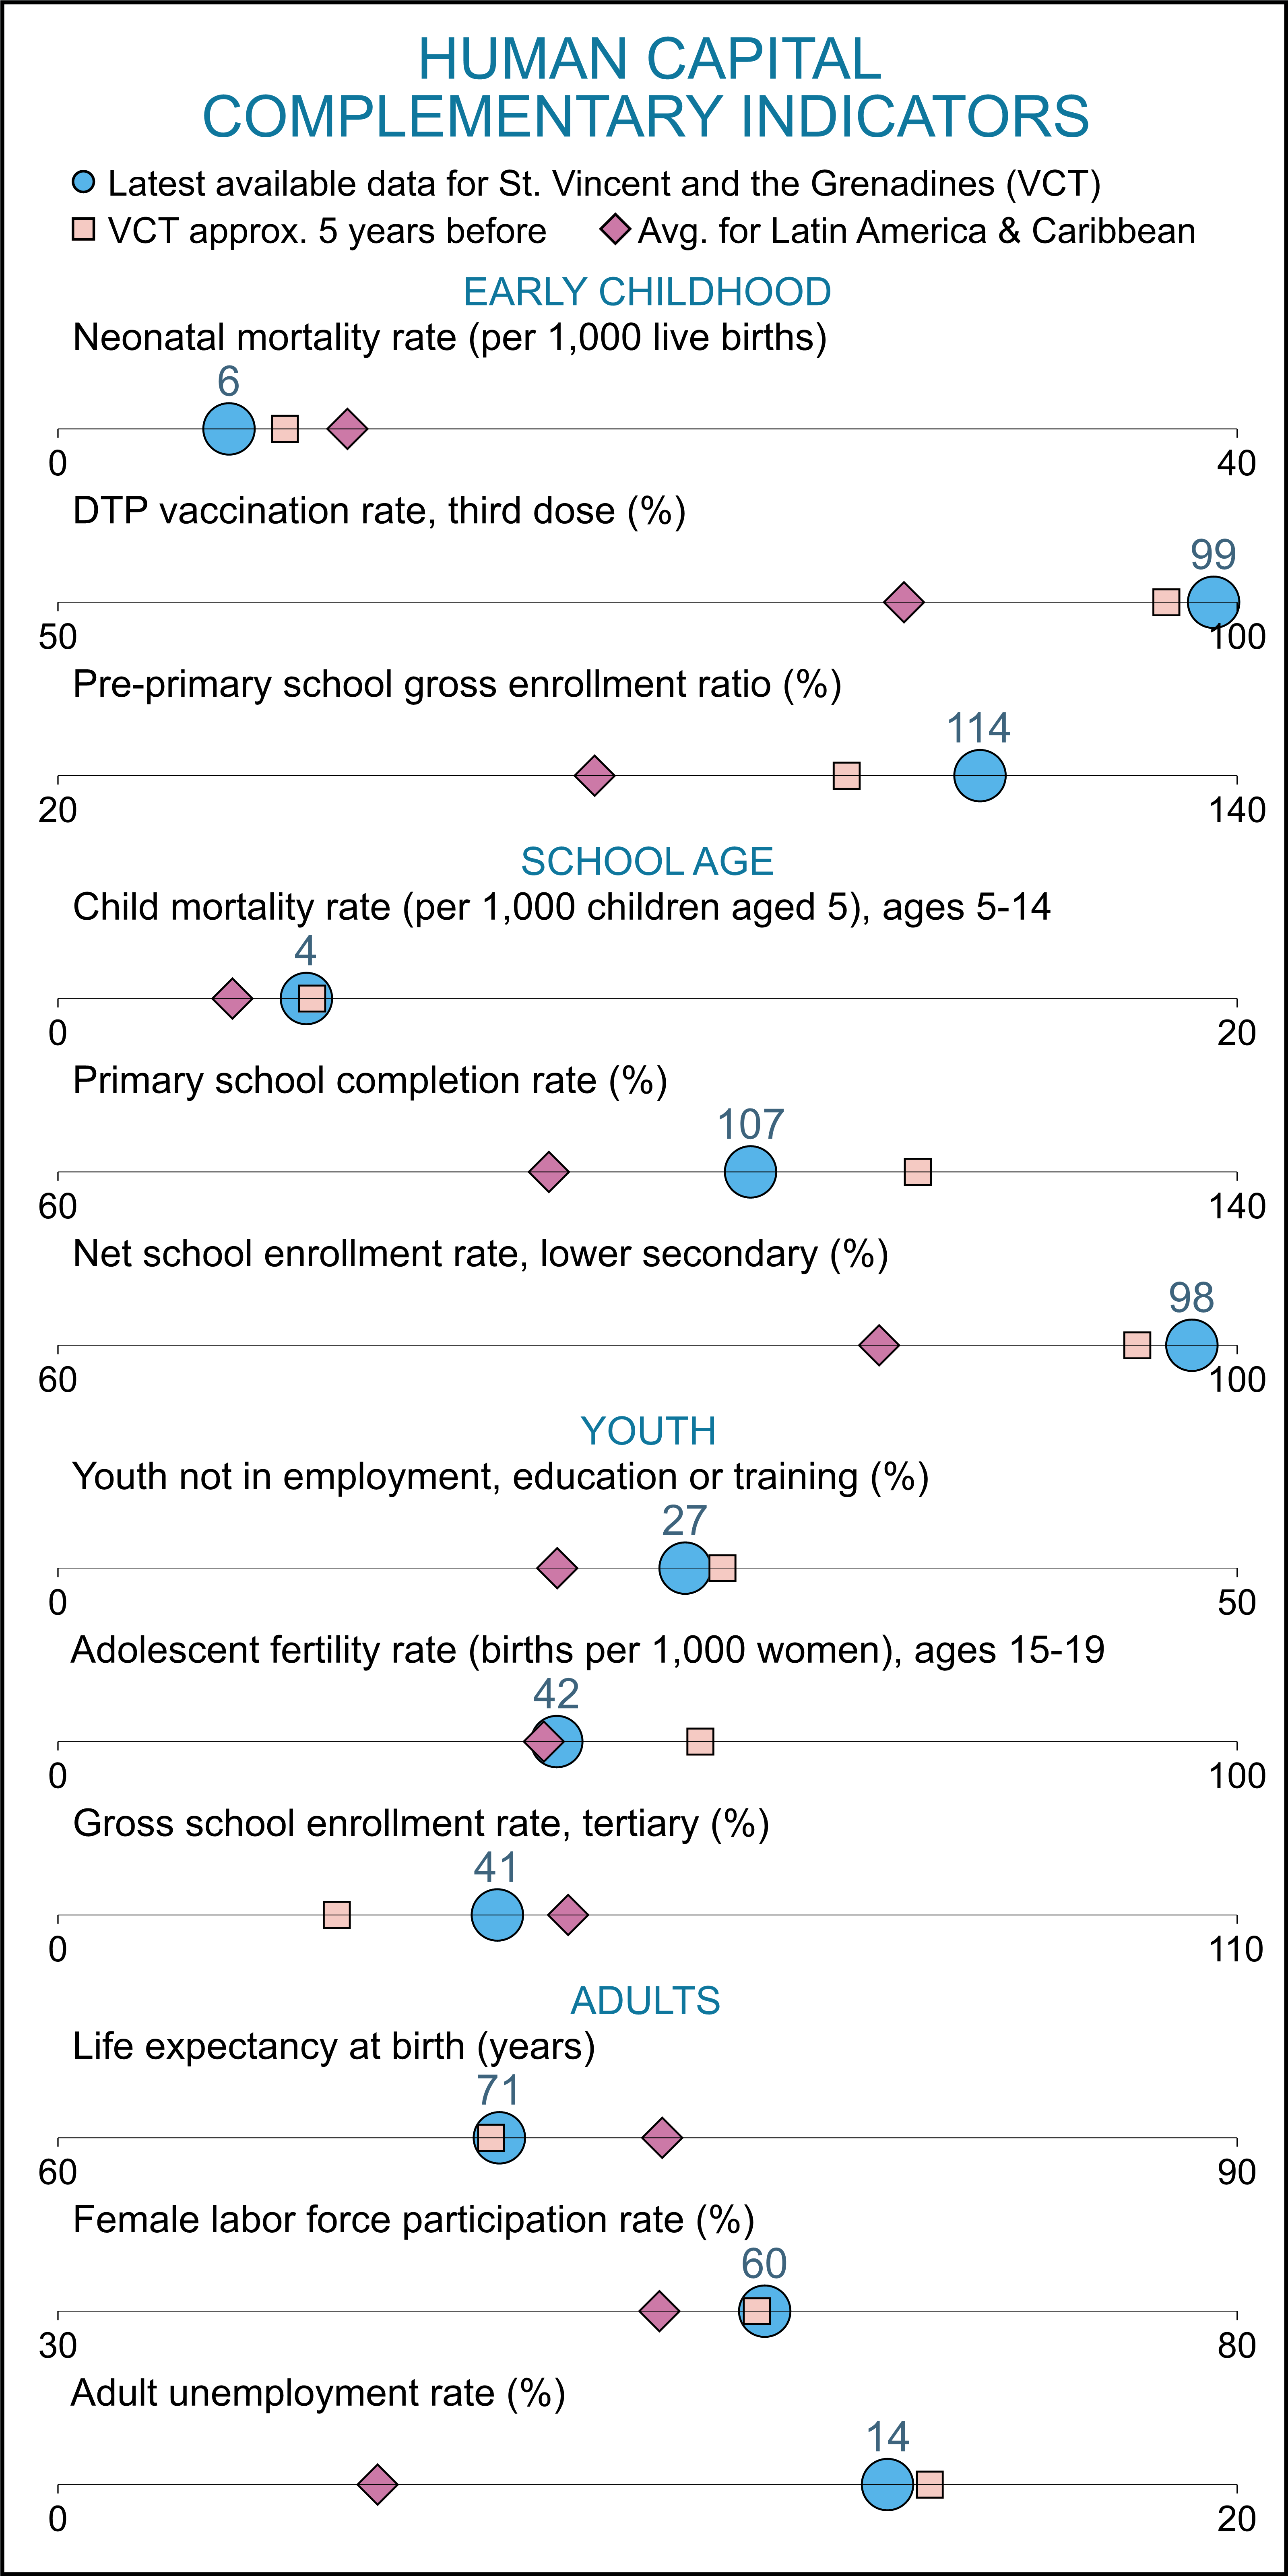 HUMAN CAPITAL
COMPLEMENTARY INDICATORS
Latest available data for St. Vincent and the Grenadines (VCT)
VCT approx. 5 years before Avg. for Latin America & Caribbean
EARLY CHILDHOOD
Neonatal mortality rate (per 1,000 live births)
6
0 40
DTP vaccination rate, third dose (%)
99
50 100
Pre-primary school gross enrollment ratio (%)
114
20 140
SCHOOL AGE
Child mortality rate (per 1,000 children aged 5), ages 5-14
4
0 20
Primary school completion rate (%)
107
60 140
Net school enrollment rate, lower secondary (%)
98
60 100
YOUTH
Youth not in employment, education or training (%)
27
0 50
Adolescent fertility rate (births per 1,000 women), ages 15-19
42
0 100
Gross school enrollment rate, tertiary (%)
41
0 110
ADULTS
Life expectancy at birth (years)
71
60 90
Female labor force participation rate (%)
60
30 80
Adult unemployment rate (%)
14
0 20